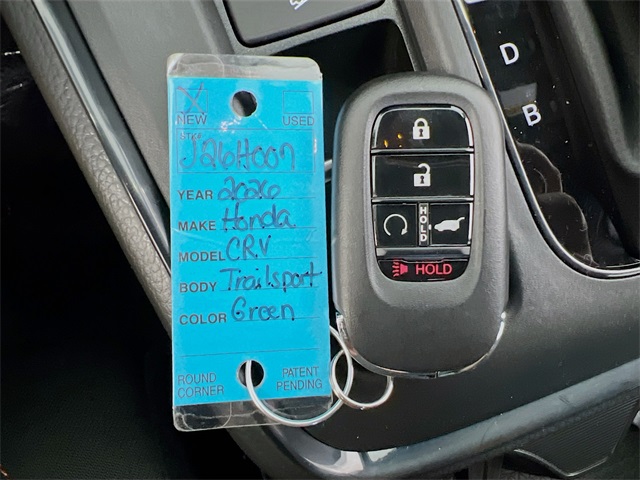 NEW USED
STK#
J26H007
YEAR 2026
MAKE Honda
MODEL CRV
BODY Trailsport
COLOR Green
ROUND CORNER
PATENT PENDING
HOLD
HOLD
D
B